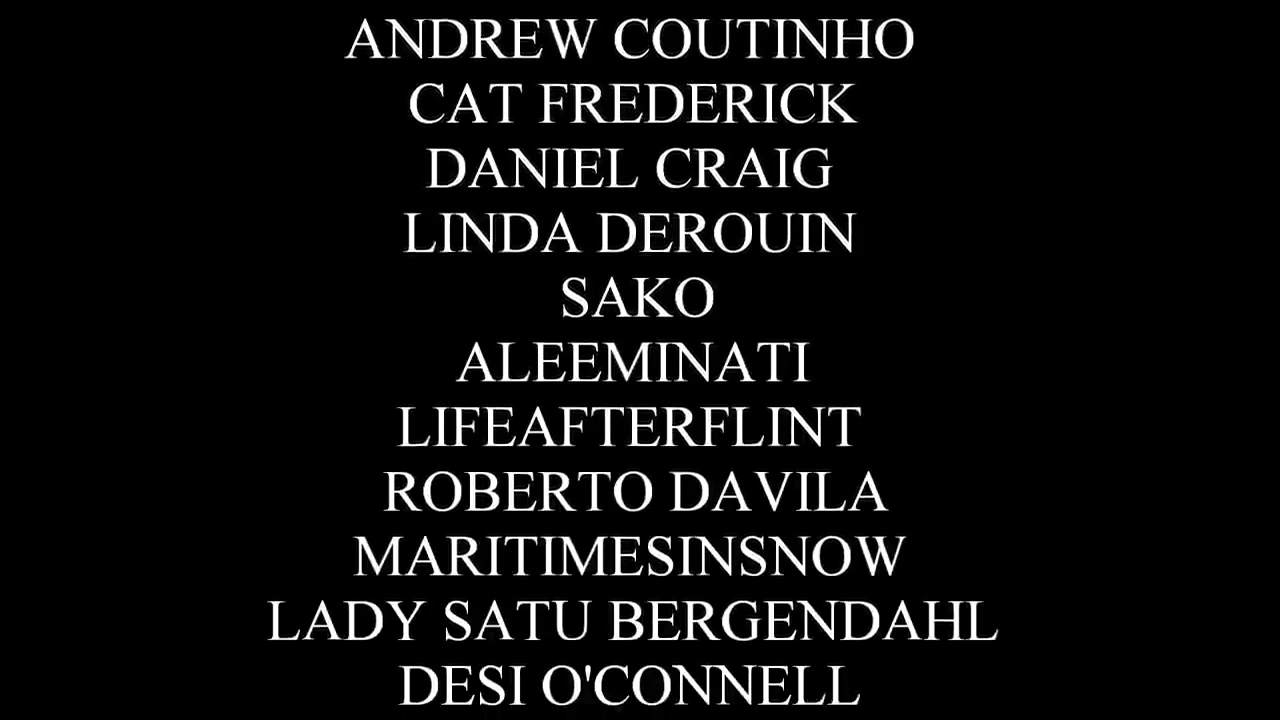 ANDREW COUTINHO
CAT FREDERICK
DANIEL CRAIG
LINDA DEROUIN
SAKO
ALEEMINATI
LIFEAFTERFLINT
ROBERTO DAVILA
MARITIMESINSNOW
LADY SATU BERGENDAHL
DESI O'CONNELL